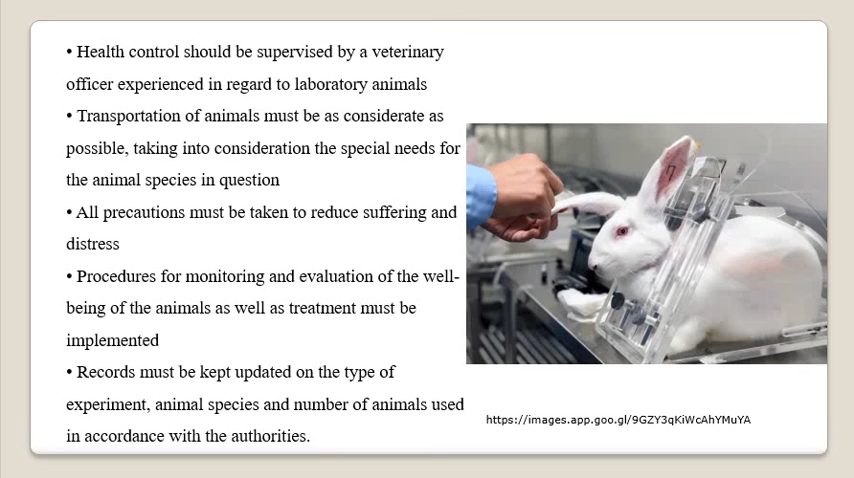 • Health control should be supervised by a veterinary
officer experienced in regard to laboratory animals
• Transportation of animals must be as considerate as
possible, taking into consideration the special needs for
the animal species in question
• All precautions must be taken to reduce suffering and
distress
• Procedures for monitoring and evaluation of the well-
being of the animals as well as treatment must be
implemented
• Records must be kept updated on the type of
experiment, animal species and number of animals used
in accordance with the authorities.
https://images.app.goo.gl/9GZY3qKiWcAhYMuYA